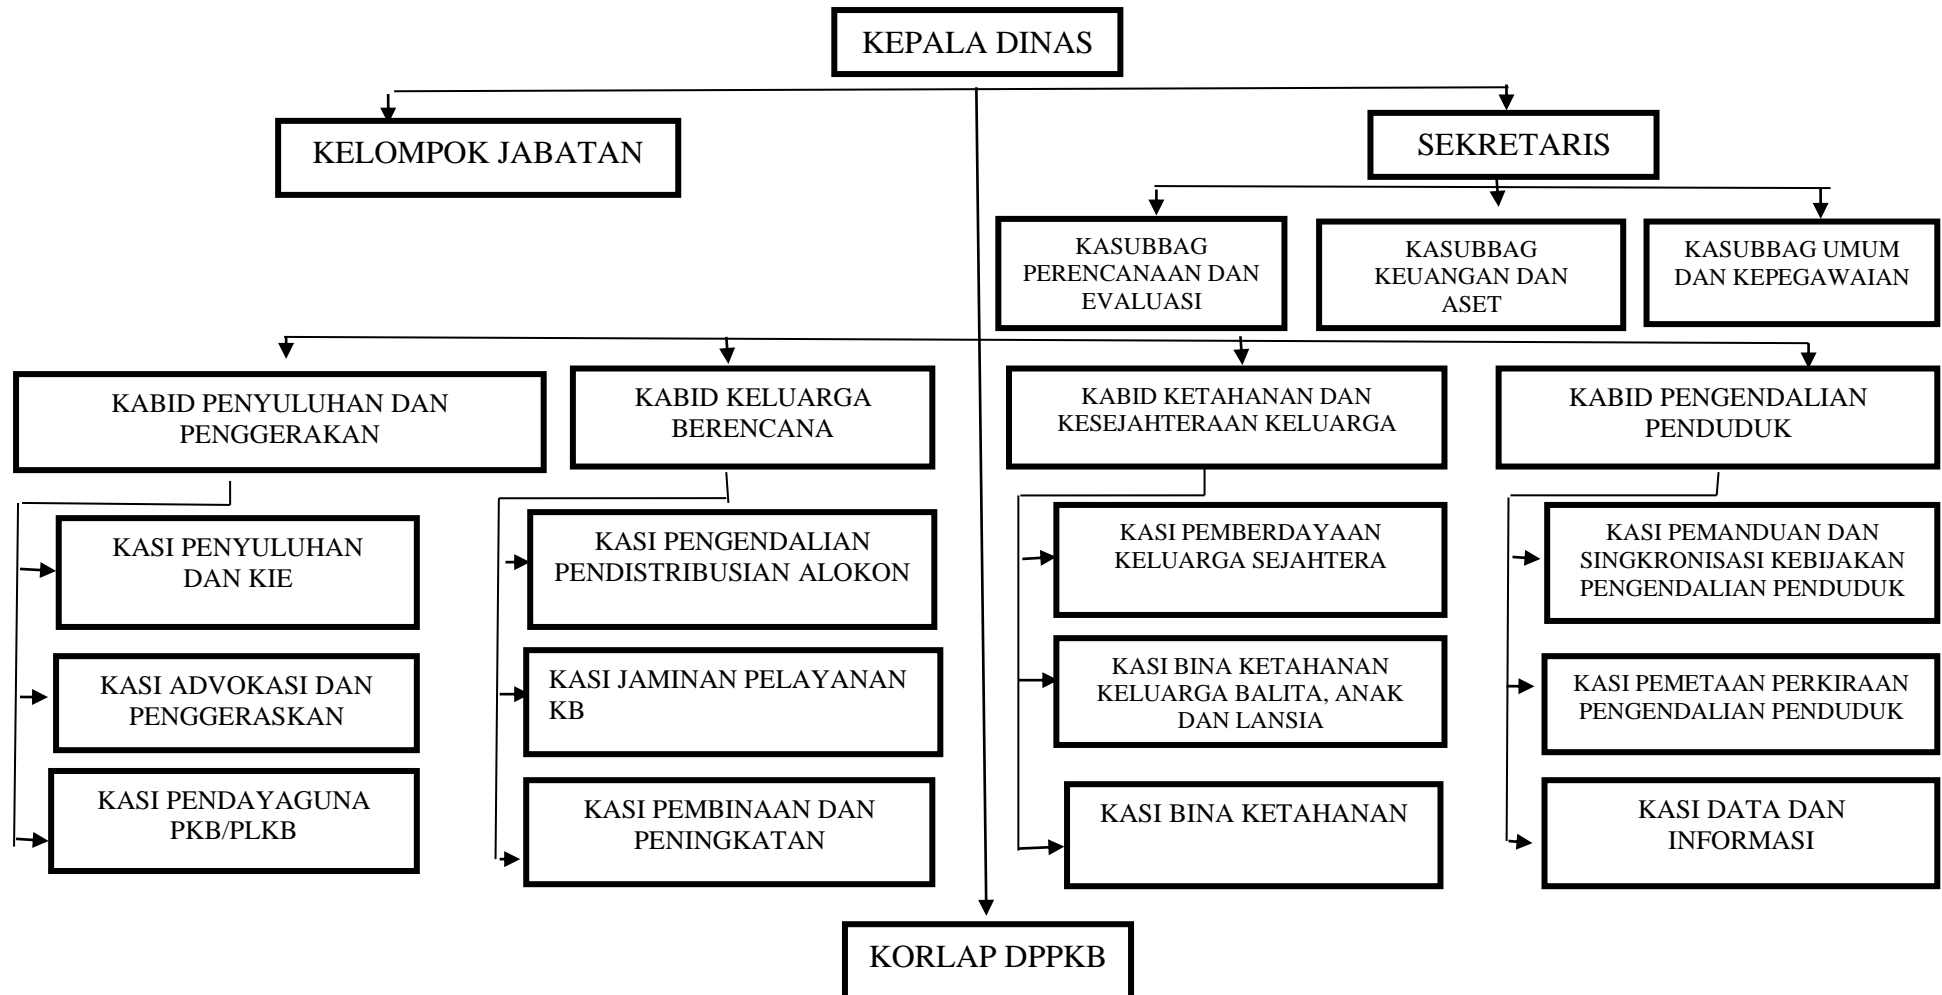 KEPALA DINAS
KELOMPOK JABATAN
SEKRETARIS
KASUBBAG
PERENCANAAN DAN
EVALUASI
KASUBBAG
KEUANGAN DAN
ASET
KASUBBAG UMUM
DAN KEPEGAWAIAN
KABID PENYULUHAN DAN
PENGGERAKAN
KABID KELUARGA
BERENCANA
KABID KETAHANAN DAN
KESEJAHTERAAN KELUARGA
KABID PENGENDALIAN
PENDUDUK
KASI PENYULUHAN
DAN KIE
KASI ADVOKASI DAN
PENGGERASKAN
KASI PENDAYAGUNA
PKB/PLKB
KASI PENGENDALIAN
PENDISTRIBUSIAN ALOKON
KASI JAMINAN PELAYANAN
KB
KASI PEMBINAAN DAN
PENINGKATAN
KASI PEMBERDAYAAN
KELUARGA SEJAHTERA
KASI BINA KETAHANAN
KELUARGA BALITA, ANAK
DAN LANSIA
KASI BINA KETAHANAN
KASI PEMANDUAN DAN
SINGKRONISASI KEBIJAKAN
PENGENDALIAN PENDUDUK
KASI PEMETAAN PERKIRAAN
PENGENDALIAN PENDUDUK
KASI DATA DAN
INFORMASI
KORLAP DPPKB